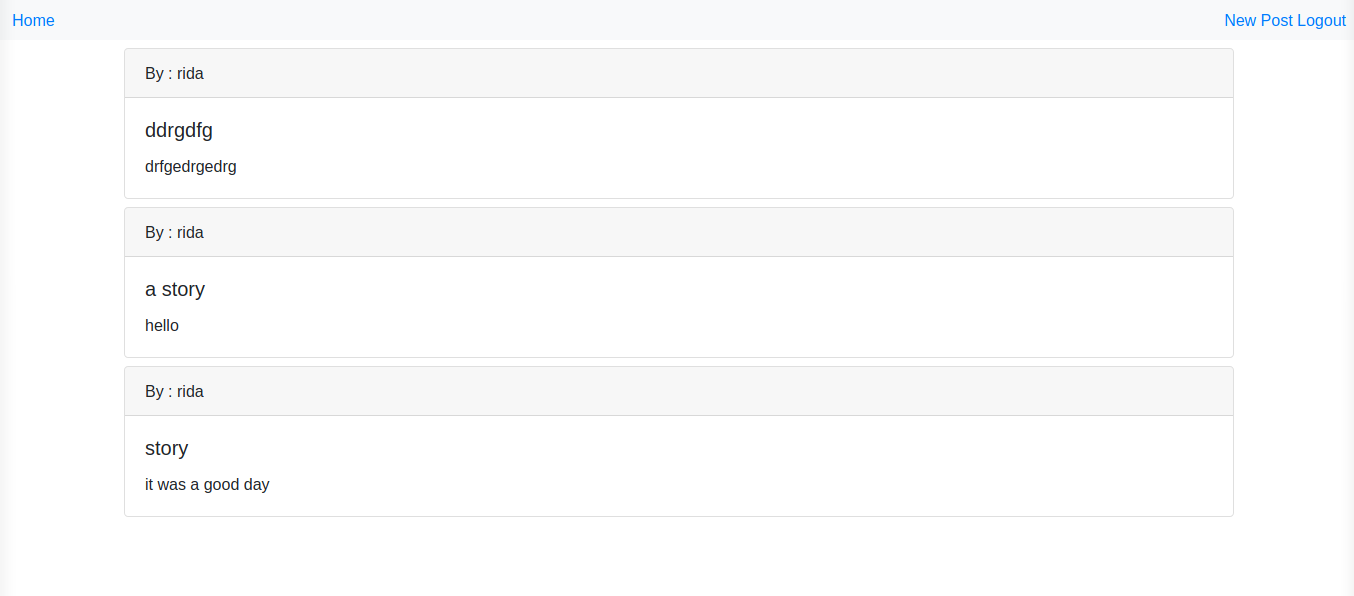 Home New Post Logout
By : rida
ddrgdfg
drfgedrgedrg
By : rida
a story
hello
By : rida
story
it was a good day